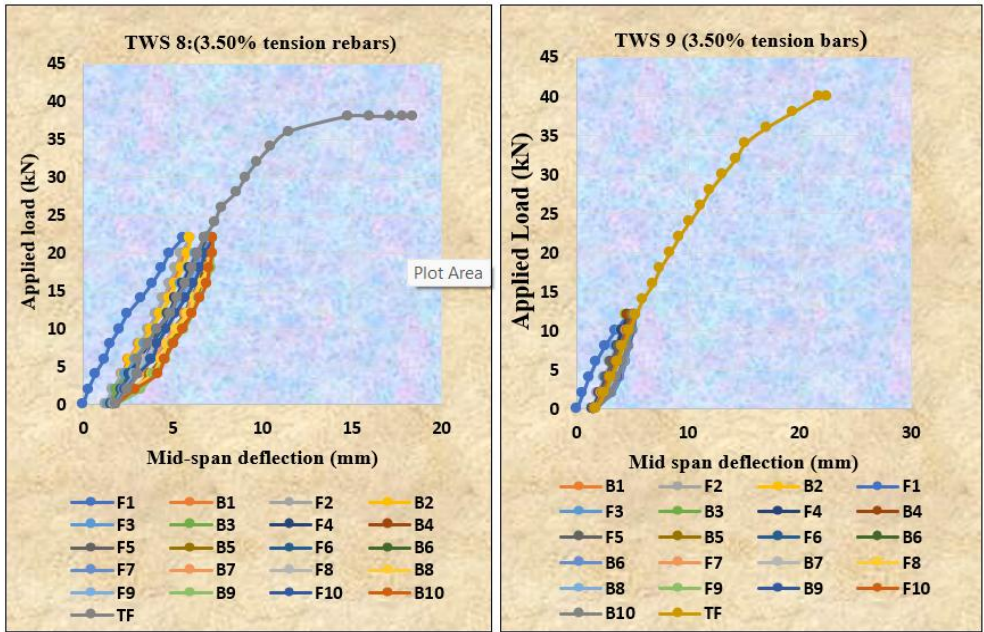 TWS 8:(3.50% tension rebars)
45
40
35
30
25
20
15
10
5
0
Applied load (kN)
0 5 10 15 20
Mid-span deflection (mm)
Plot Area
F1 B1 F2 B2
F3 B3 F4 B4
F5 B5 F6 B6
F7 B7 F8 B8
F9 B9 F10 B10
TF
TWS 9 (3.50% tension bars)
45
40
35
30
25
20
15
10
5
0
Applied Load (kN)
0 10 20 30
Mid span deflection (mm)
B1 F2 B2 F1
F3 B3 F4 B4
F5 B5 F6 B6
B6 F7 B7 F8
B8 F9 B9 F10
B10 TF